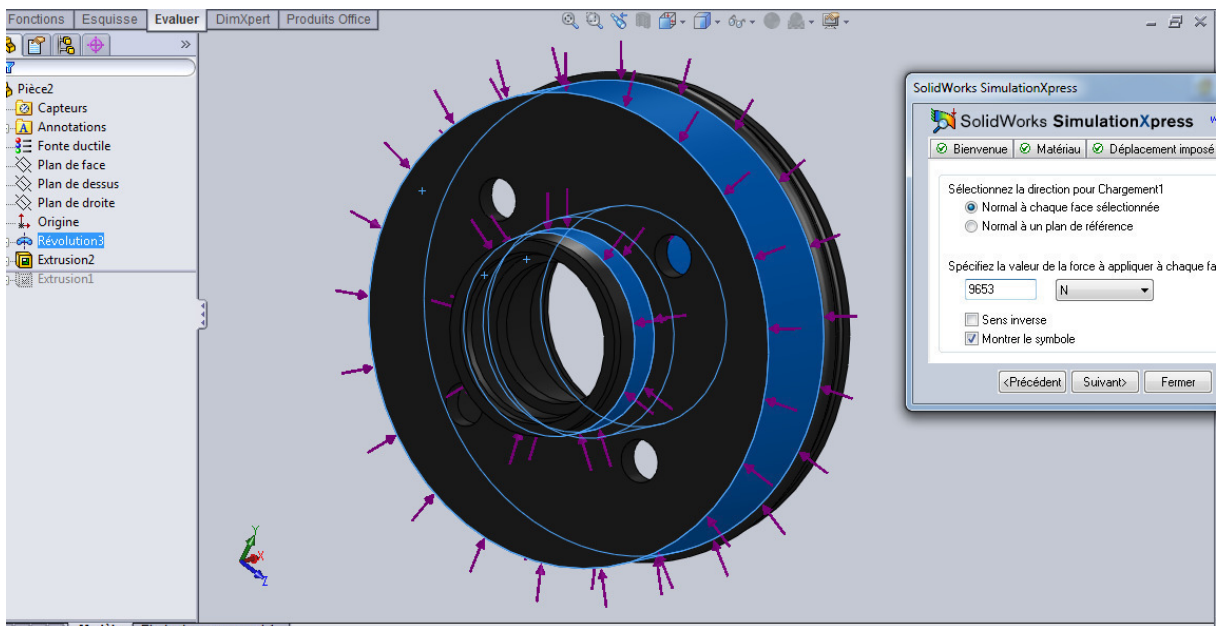 Fonctions Esquisse Evaluer DimXpert Produits Office
Pièce2
Capteurs
Annotations
Fonte ductile
Plan de face
Plan de dessus
Plan de droite
Origine
Révolution3
Extrusion2
Extrusion1
SolidWorks SimulationXpress
SolidWorks SimulationXpress
Bienvenue Matériau Déplacement imposé
Sélectionnez la direction pour Chargement1
Normal à chaque face sélectionnée
Normal à un plan de référence
Spécifiez la valeur de la force à appliquer à chaque fa
9653 N
Sens inverse
Montrer le symbole
<Précédent Suivant> Fermer
Y
X
Z